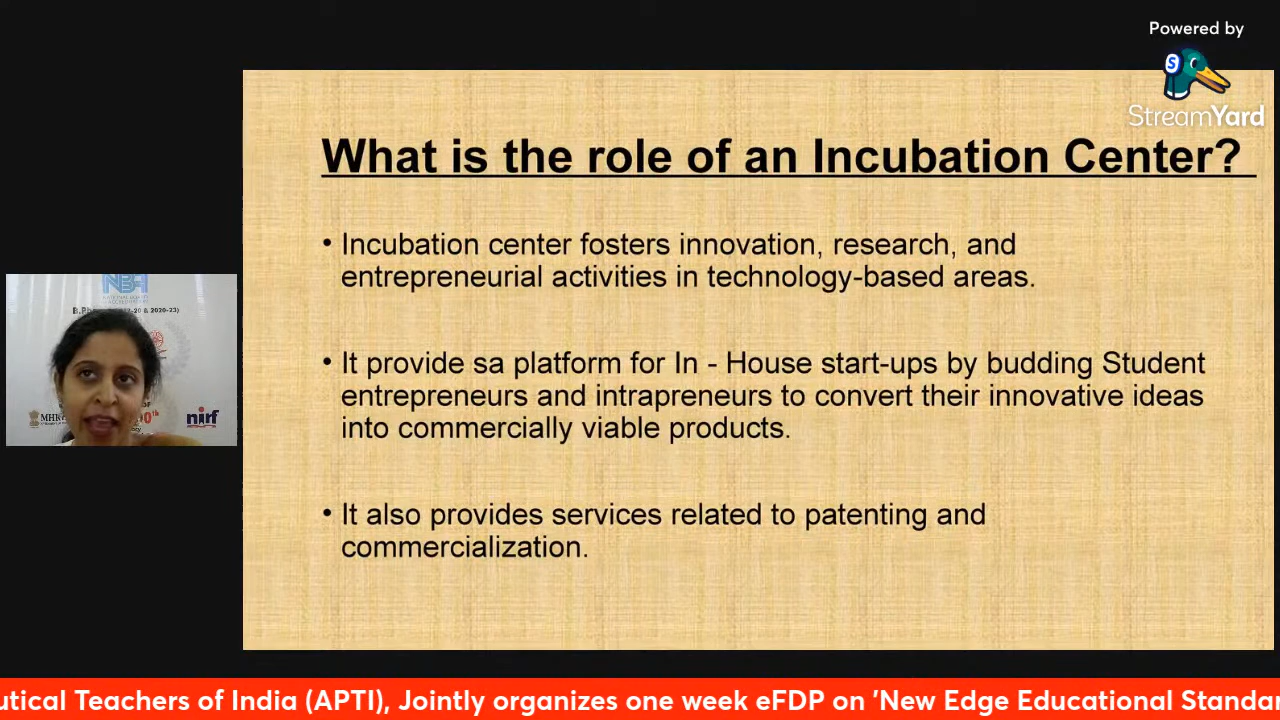 Powered by
StreamYard
What is the role of an Incubation Center?
• Incubation center fosters innovation, research, and
entrepreneurial activities in technology-based areas.
• It provide sa platform for In - House start-ups by budding Student
entrepreneurs and intrapreneurs to convert their innovative ideas
into commercially viable products.
• It also provides services related to patenting and
commercialization.
NBA
nirf
utical Teachers of India (APTI), Jointly organizes one week eFDP on 'New Edge Educational Standa